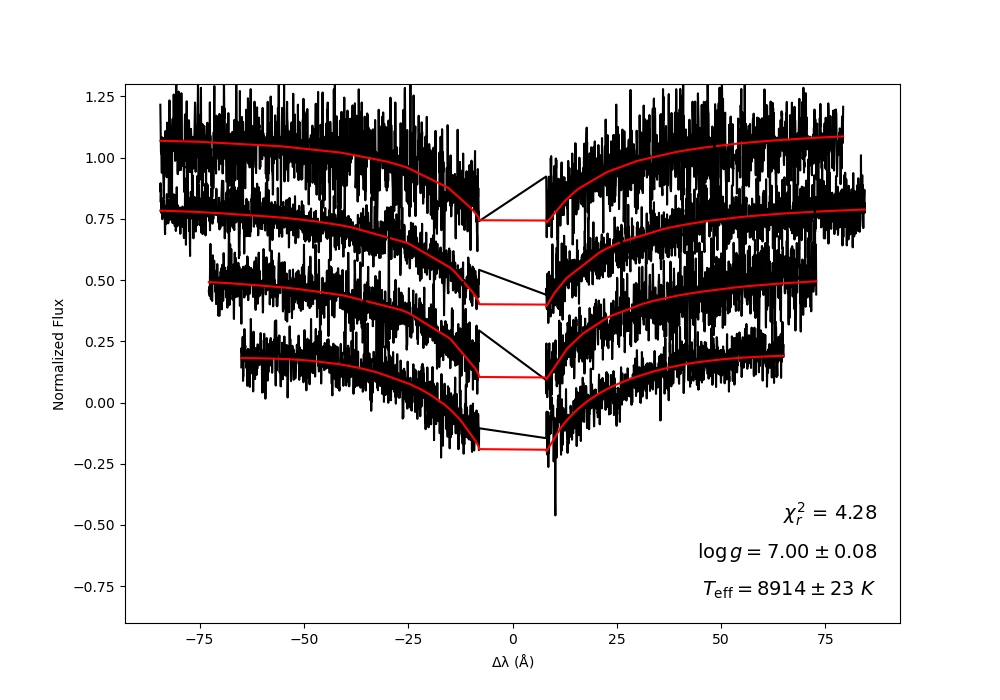 1.25
1.00
0.75
0.50
0.25
0.00
−0.25
−0.50
−0.75
Normalized Flux
χ²ᵣ = 4.28
log g = 7.00 ± 0.08
T_eff = 8914 ± 23 K
−75 −50 −25 0 25 50 75
Δλ (Å)